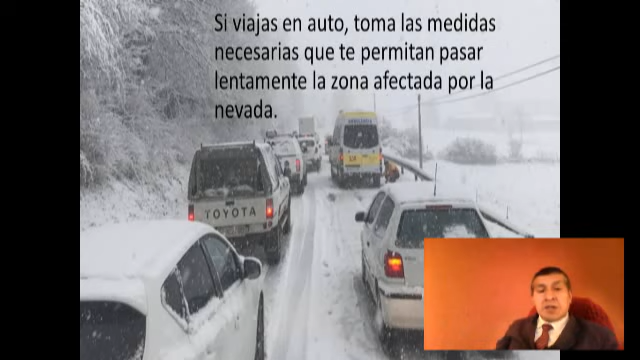 Si viajas en auto, toma las medidas
necesarias que te permitan pasar
lentamente la zona afectada por la
nevada.
AMBULANCIA
TOYOTA